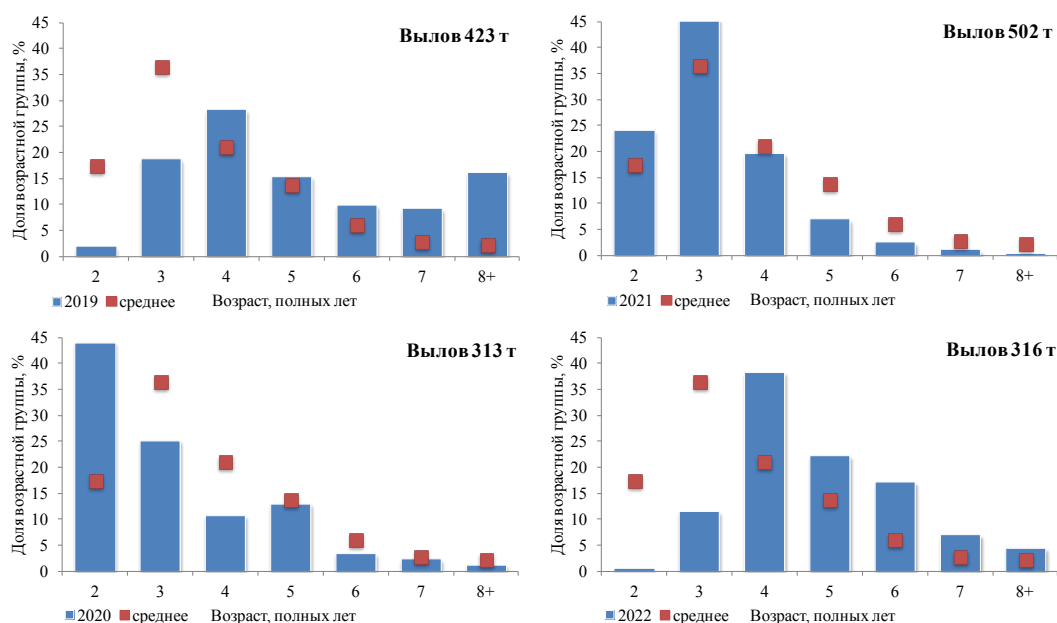 Вылов 423 т
Доля возрастной группы, %
45
40
35
30
25
20
15
10
5
0
2 3 4 5 6 7 8+
2019 среднее Возраст, полных лет
Вылов 502 т
Доля возрастной группы, %
45
40
35
30
25
20
15
10
5
0
2 3 4 5 6 7 8+
2021 среднее Возраст, полных лет
Вылов 313 т
Доля возрастной группы, %
45
40
35
30
25
20
15
10
5
0
2 3 4 5 6 7 8+
2020 среднее Возраст, полных лет
Вылов 316 т
Доля возрастной группы, %
45
40
35
30
25
20
15
10
5
0
2 3 4 5 6 7 8+
2022 среднее Возраст, полных лет